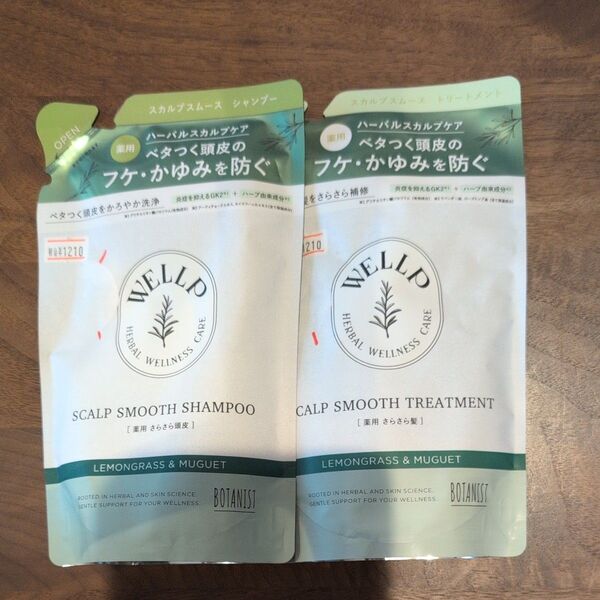 OPEN
スカルプスムース シャンプー
薬用
ハーバルスカルプケア
ベタつく頭皮の
フケ・かゆみを防ぐ
炎症を抑えるGK2 + ハーブ由来成分
ベタつく頭皮をかろやか洗浄
¥1210
WELLP
HERBAL WELLNESS CARE
SCALP SMOOTH SHAMPOO
[ 薬用 さらさら頭皮 ]
LEMONGRASS & MUGUET
ROOTED IN HERBAL AND SKIN SCIENCE.
GENTLE SUPPORT FOR YOUR WELLNESS.
BOTANIST
スカルプスムース トリートメント
薬用
ハーバルスカルプケア
ベタつく頭皮の
フケ・かゆみを防ぐ
炎症を抑えるGK2 + ハーブ由来成分
をさらさら補修
¥1210
WELLP
HERBAL WELLNESS CARE
CALP SMOOTH TREATMENT
[ 薬用 さらさら髪 ]
LEMONGRASS & MUGUET
ROOTED IN HERBAL AND SKIN SCIENCE.
GENTLE SUPPORT FOR YOUR WELLNESS.
BOTANIST